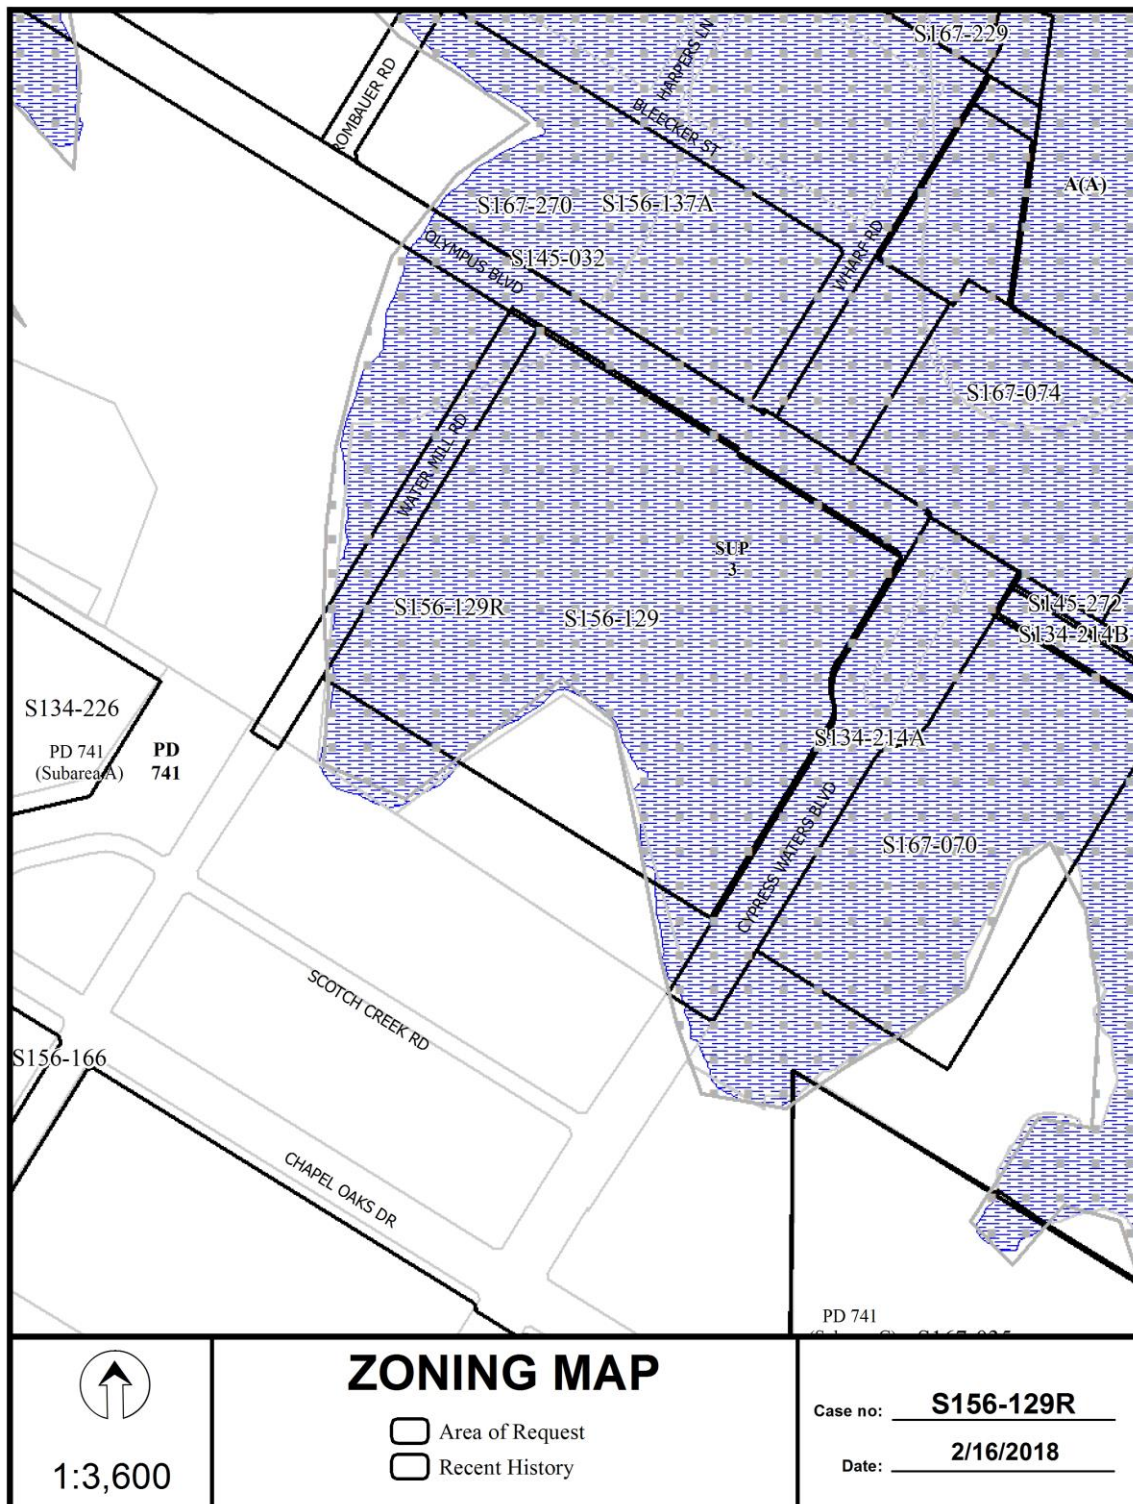 S167-229
HARPERS LN
ROMBAUER RD
BLEECKER ST
A(A)
S167-270
S156-137A
WHARF RD
OLYMPUS BLVD
S145-032
S167-074
WATER MILL RD
SUP
3
S156-129R
S156-129
S145-272
S134-214B
S134-226
PD 741
(Subarea A)
PD
741
S134-214A
CYPRESS WATERS BLVD
S167-070
SCOTCH CREEK RD
S156-166
CHAPEL OAKS DR
PD 741
1:3,600
ZONING MAP
Area of Request
Recent History
Case no: S156-129R
Date: 2/16/2018